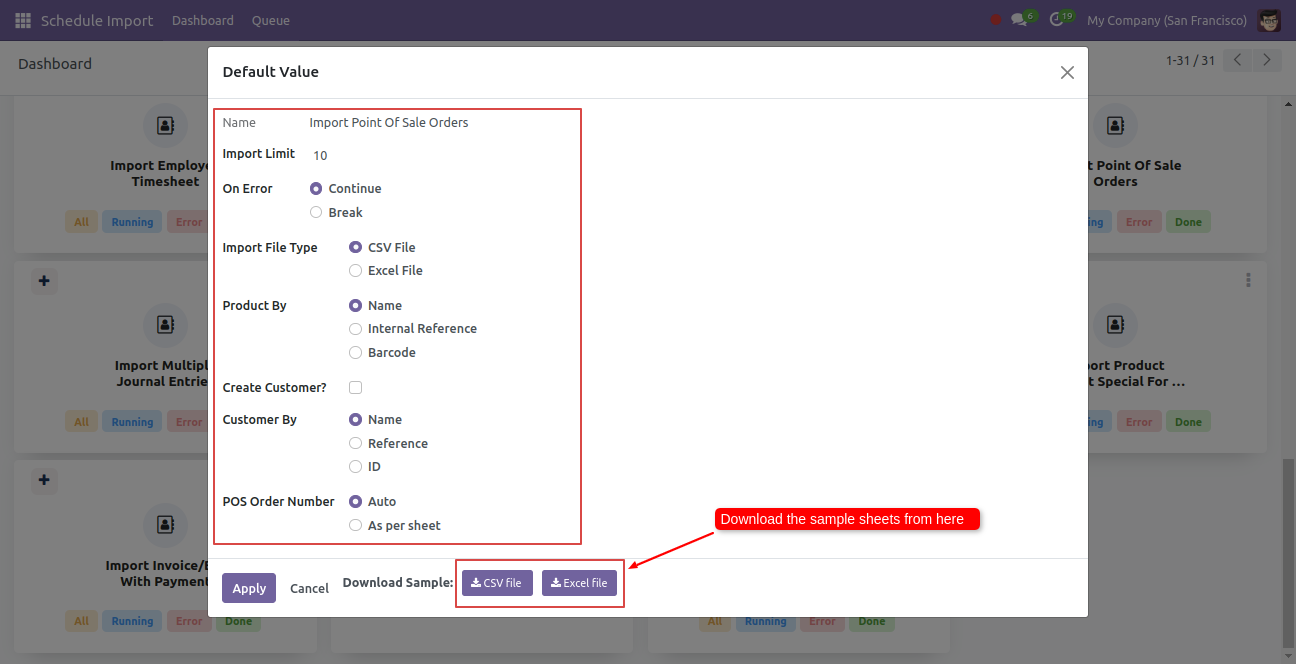 Schedule Import Dashboard Queue 6 19 My Company (San Francisco)
Dashboard 1-31 / 31
Default Value
Name Import Point Of Sale Orders
Import Limit 10
On Error Continue
Break
Import File Type CSV File
Excel File
Product By Name
Internal Reference
Barcode
Create Customer?
Customer By Name
Reference
ID
POS Order Number Auto
As per sheet
Download the sample sheets from here
Apply Cancel Download Sample: CSV file Excel file
Import Employe
Timesheet
All Running Error
t Point Of Sale
Orders
ing Error Done
Import Multipl
Journal Entrie
All Running Error
ort Product
t Special For ...
ing Error Done
Import Invoice/B
With Payment
All Running Error Done
All Running Error Done